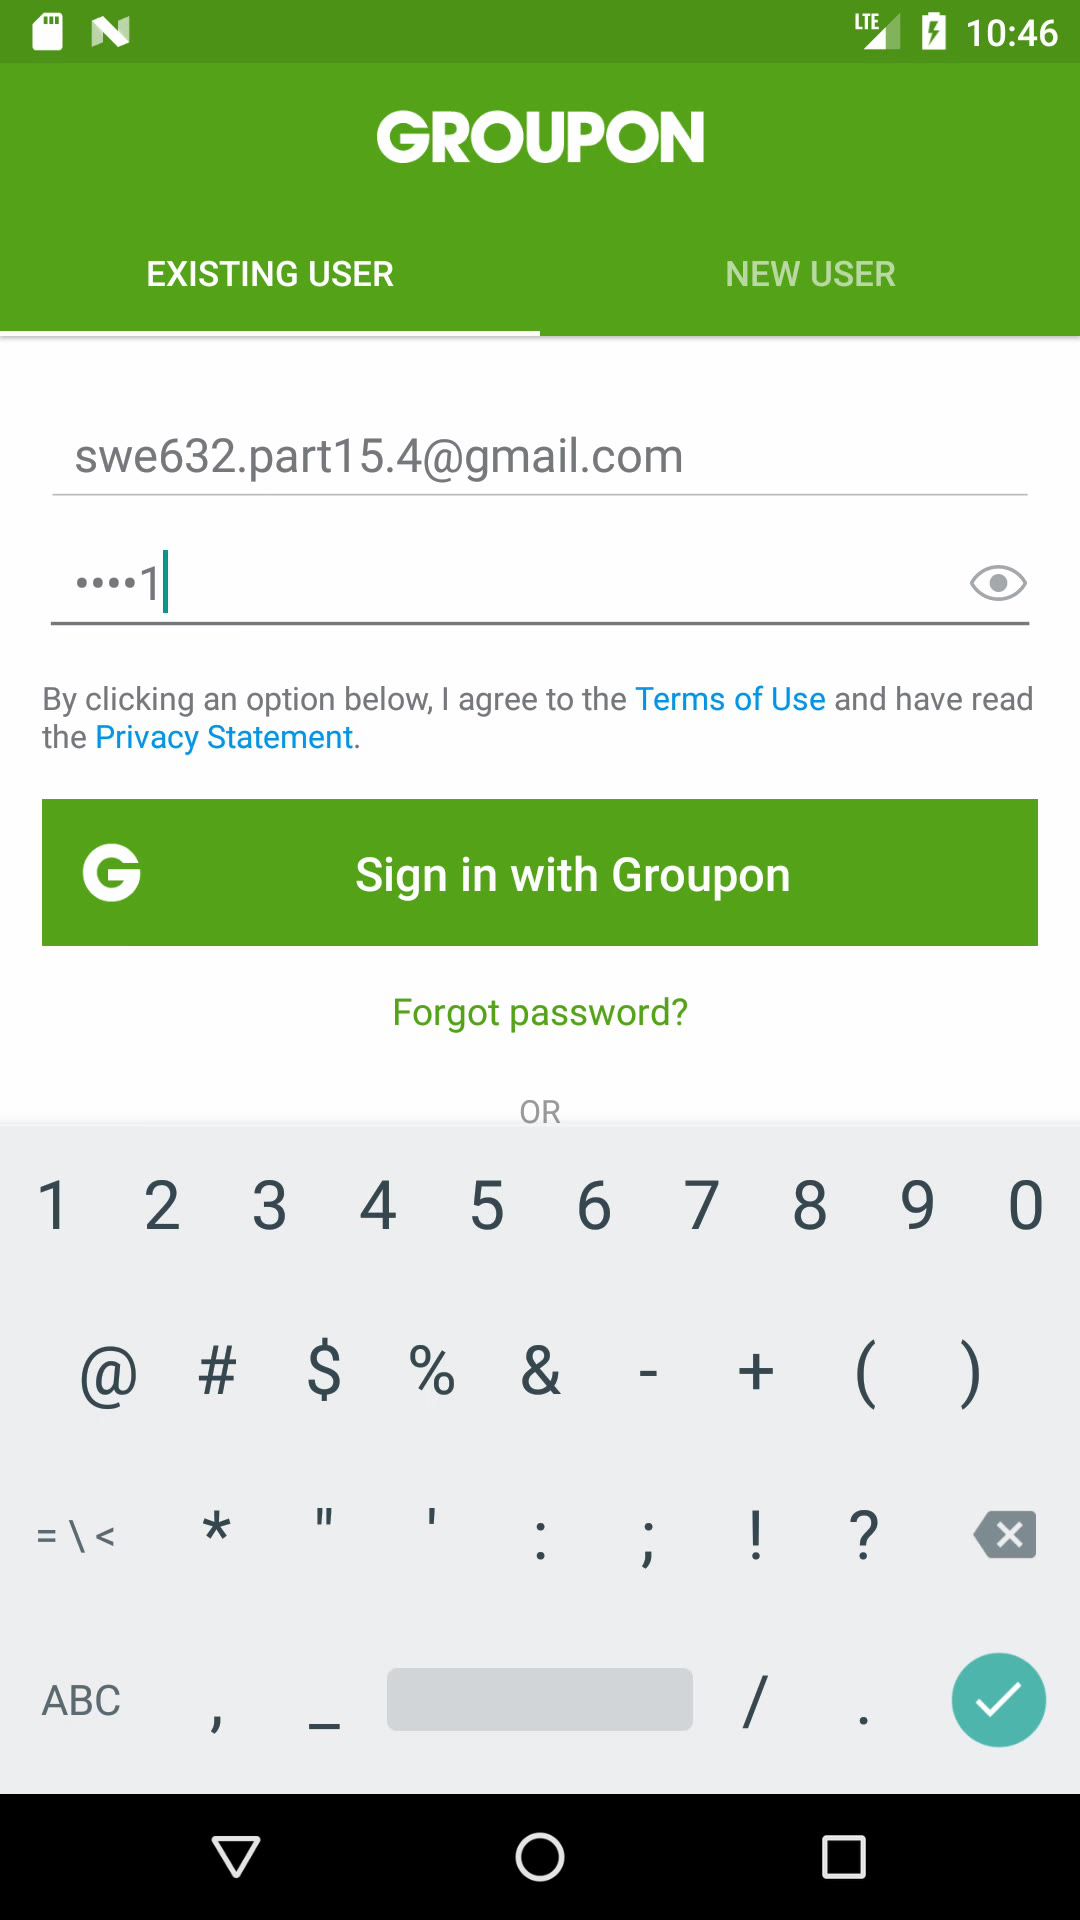 LTE 10:46
GROUPON
EXISTING USER NEW USER
swe632.part15.4@gmail.com
••••1
By clicking an option below, I agree to the Terms of Use and have read
the Privacy Statement.
G Sign in with Groupon
Forgot password?
OR
1 2 3 4 5 6 7 8 9 0
@ # $ % & - + ( )
= \ < * " ' : ; ! ?
ABC , _ / .